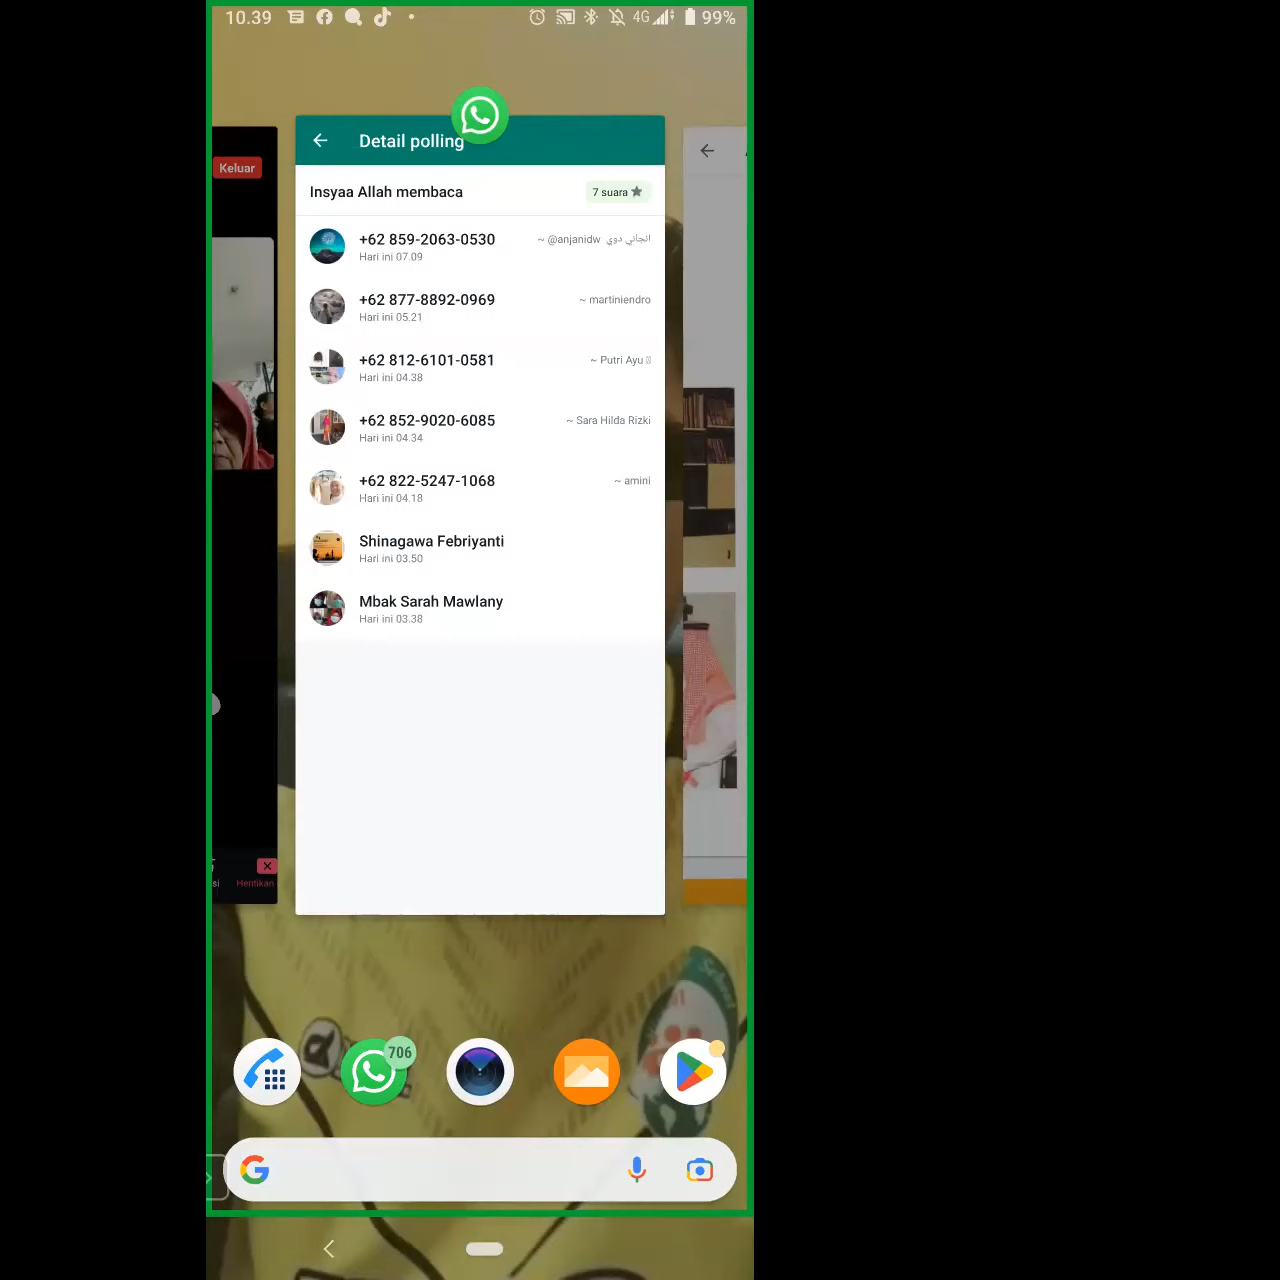 10.39
4G
99%
Keluar
Detail polling
Insyaa Allah membaca
7 suara
+62 859-2063-0530
~ @anjanidw انجاني دوي
Hari ini 07.09
+62 877-8892-0969
~ martiniendro
Hari ini 05.21
+62 812-6101-0581
~ Putri Ayu
Hari ini 04.38
+62 852-9020-6085
~ Sara Hilda Rizki
Hari ini 04.34
+62 822-5247-1068
~ amini
Hari ini 04.18
Shinagawa Febriyanti
Hari ini 03.50
Mbak Sarah Mawlany
Hari ini 03.38
si
Hentikan
School
706